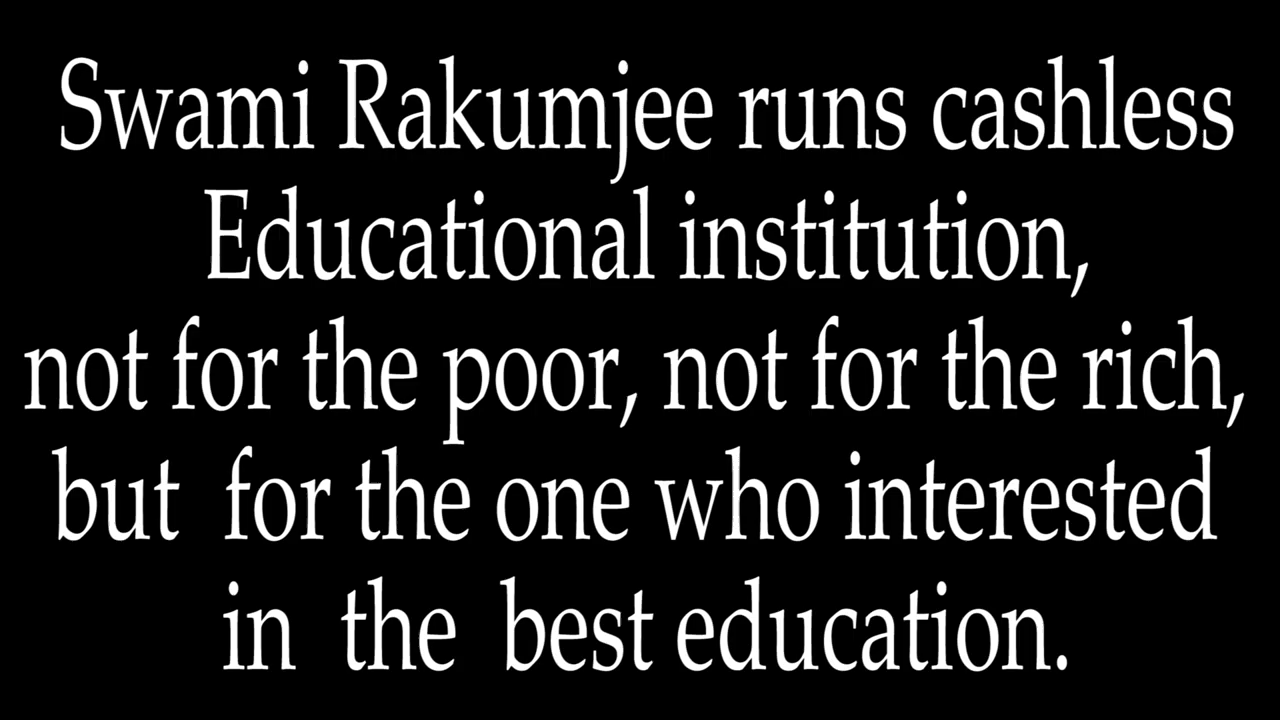 Swami Rakumjee runs cashless
Educational institution,
not for the poor, not for the rich,
but for the one who interested
in the best education.